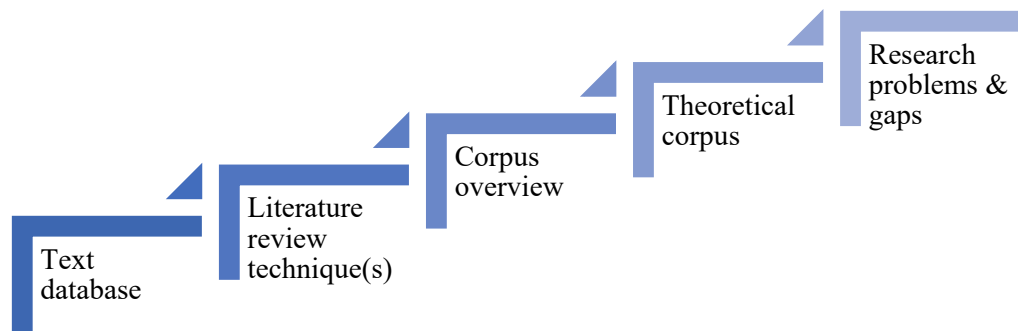 Text
database
Literature
review
technique(s)
Corpus
overview
Theoretical
corpus
Research
problems &
gaps